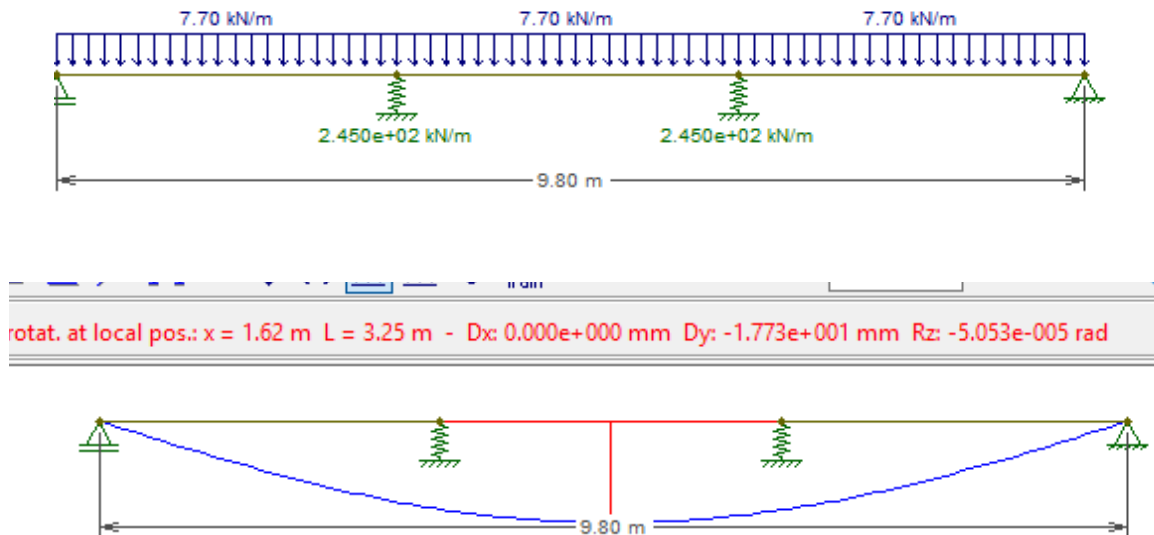 7.70 kN/m 7.70 kN/m 7.70 kN/m
2.450e+02 kN/m 2.450e+02 kN/m
9.80 m
rotat. at local pos.: x = 1.62 m L = 3.25 m - Dx: 0.000e+000 mm Dy: -1.773e+001 mm Rz: -5.053e-005 rad
9.80 m